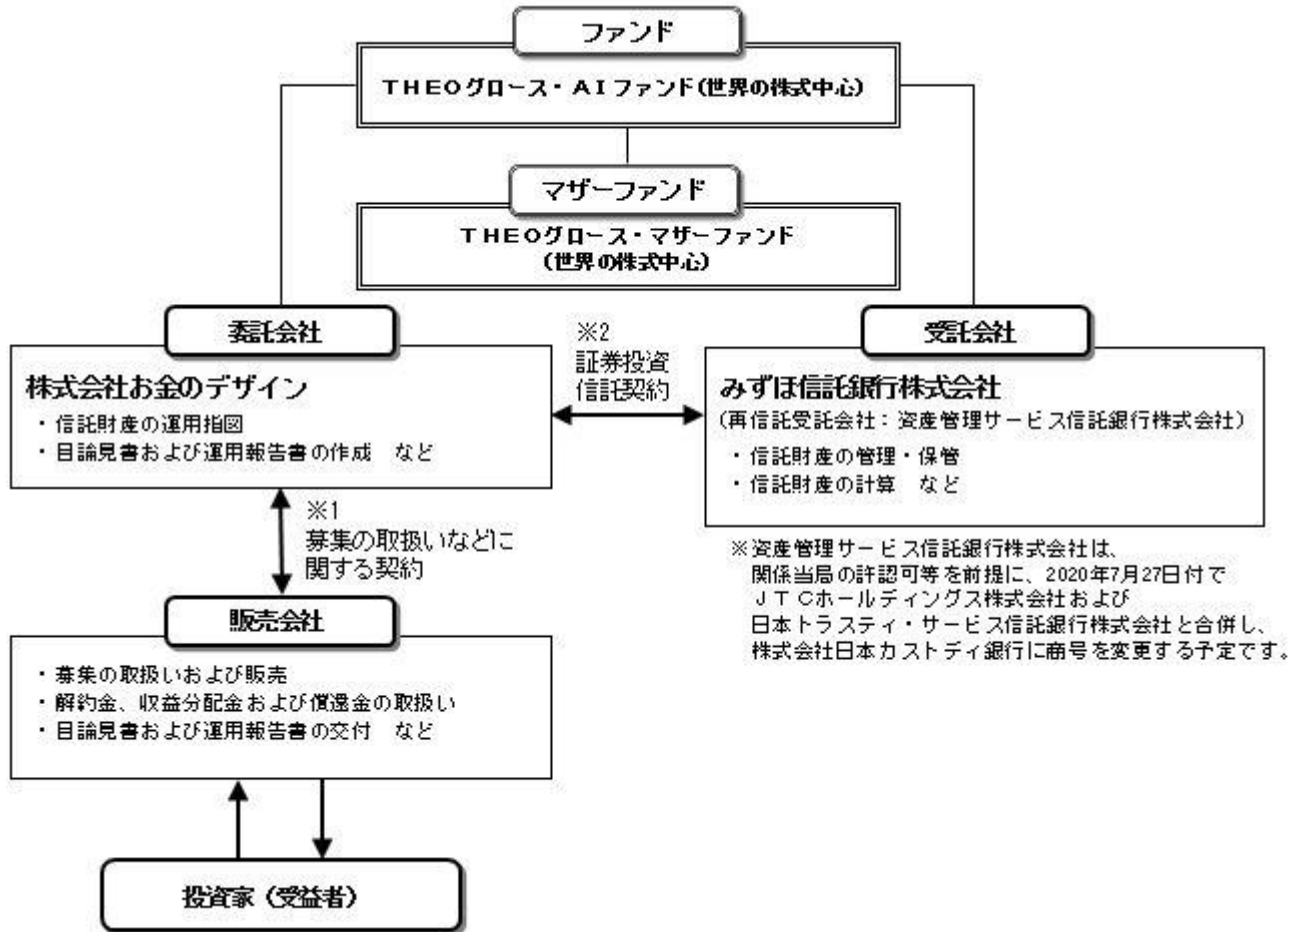 ファンド
THEOグロース・AIファンド(世界の株式中心)
マザーファンド
THEOグロース・マザーファンド
(世界の株式中心)
委託会社
株式会社お金のデザイン
・信託財産の運用指図
・目論見書および運用報告書の作成 など
※2
証券投資
信託契約
受託会社
みずほ信託銀行株式会社
(再信託受託会社：資産管理サービス信託銀行株式会社)
・信託財産の管理・保管
・信託財産の計算 など
※1
募集の取扱いなどに
関する契約
※資産管理サービス信託銀行株式会社は、
関係当局の許認可等を前提に、2020年7月27日付で
JTCホールディングス株式会社および
日本トラスティ・サービス信託銀行株式会社と合併し、
株式会社日本カストディ銀行に商号を変更する予定です。
販売会社
・募集の取扱いおよび販売
・解約金、収益分配金および償還金の取扱い
・目論見書および運用報告書の交付 など
投資家（受益者）